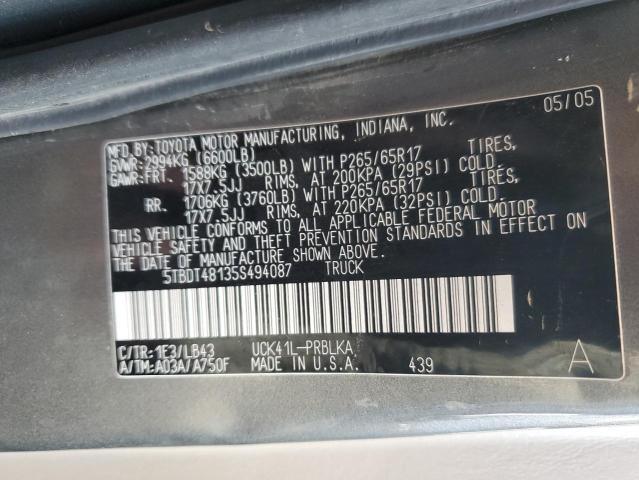 05/05
MFD. BY: TOYOTA MOTOR MANUFACTURING, INDIANA, INC.
GVWR: 2994KG (6600LB)
GAWR: FRT. 1588KG (3500LB) WITH P265/65R17 TIRES,
17X7.5JJ RIMS, AT 200KPA (29PSI) COLD.
RR. 1706KG (3760LB) WITH P265/65R17 TIRES,
17X7.5JJ RIMS, AT 220KPA (32PSI) COLD.
THIS VEHICLE CONFORMS TO ALL APPLICABLE FEDERAL MOTOR
VEHICLE SAFETY AND THEFT PREVENTION STANDARDS IN EFFECT ON
THE DATE OF MANUFACTURE SHOWN ABOVE.
5TBDT48135S494087 TRUCK
C/TR: 1E3/LB43 UCK41L-PRBLKA
A/TM: A03A/A750F MADE IN U.S.A. 439 A